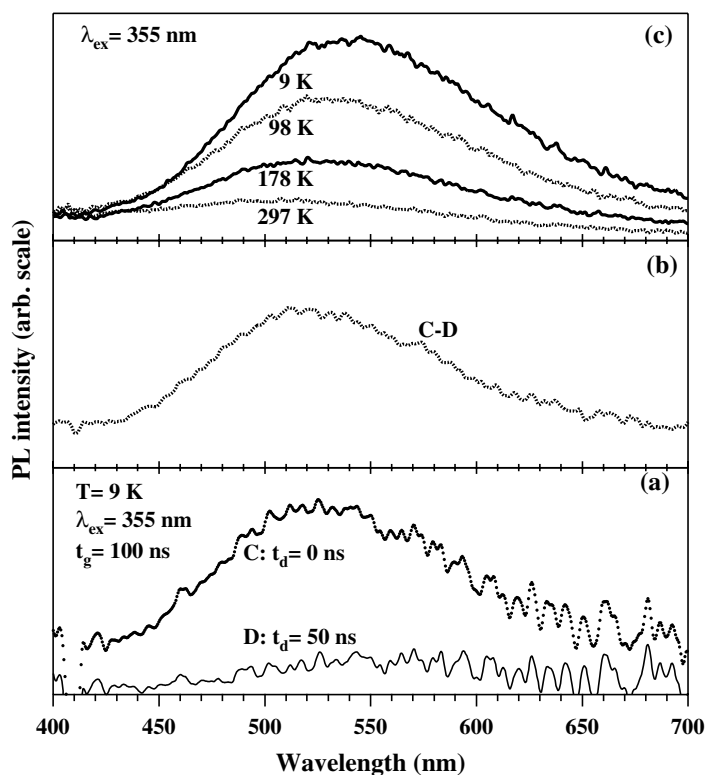 λex= 355 nm
(c)
9 K
98 K
178 K
297 K
(b)
C-D
(a)
T= 9 K
λex= 355 nm
tg= 100 ns
C: td= 0 ns
D: td= 50 ns
PL intensity (arb. scale)
400 450 500 550 600 650 700
Wavelength (nm)